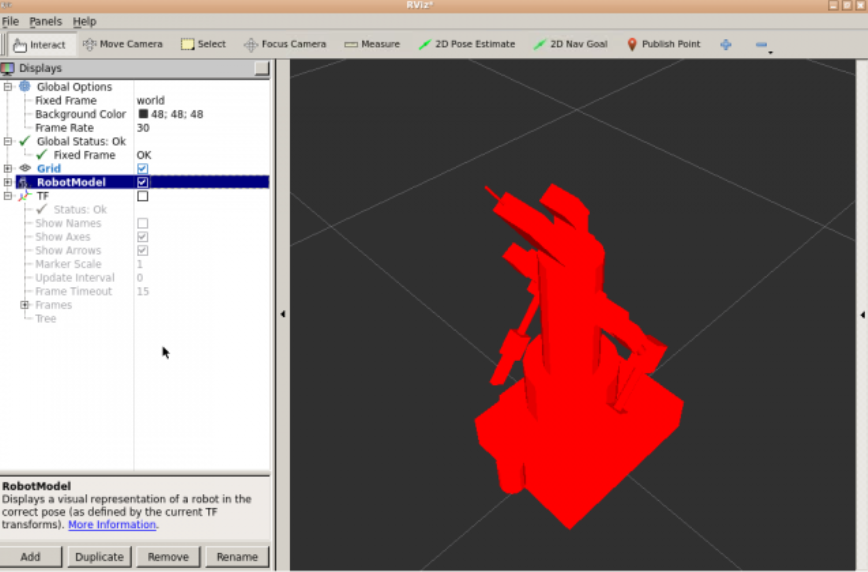 RViz*
File Panels Help
Interact Move Camera Select Focus Camera Measure 2D Pose Estimate 2D Nav Goal Publish Point
Displays
Global Options
Fixed Frame world
Background Color 48; 48; 48
Frame Rate 30
Global Status: Ok
Fixed Frame OK
Grid
RobotModel
TF
Status: Ok
Show Names
Show Axes
Show Arrows
Marker Scale 1
Update Interval 0
Frame Timeout 15
Frames
Tree
RobotModel
Displays a visual representation of a robot in the
correct pose (as defined by the current TF
transforms). More Information.
Add Duplicate Remove Rename